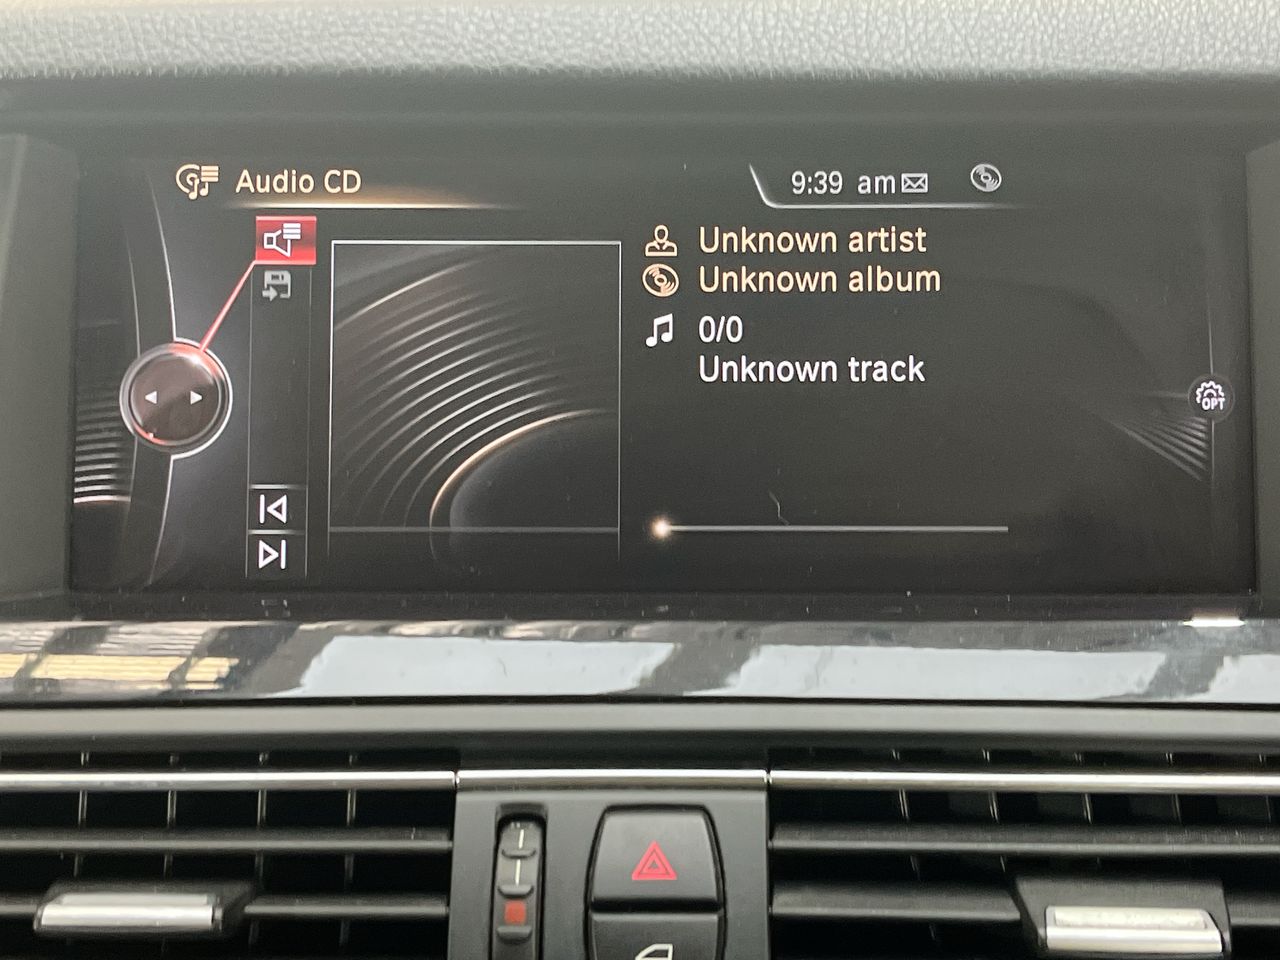 Audio CD
9:39 am
Unknown artist
Unknown album
0/0
Unknown track
OPT